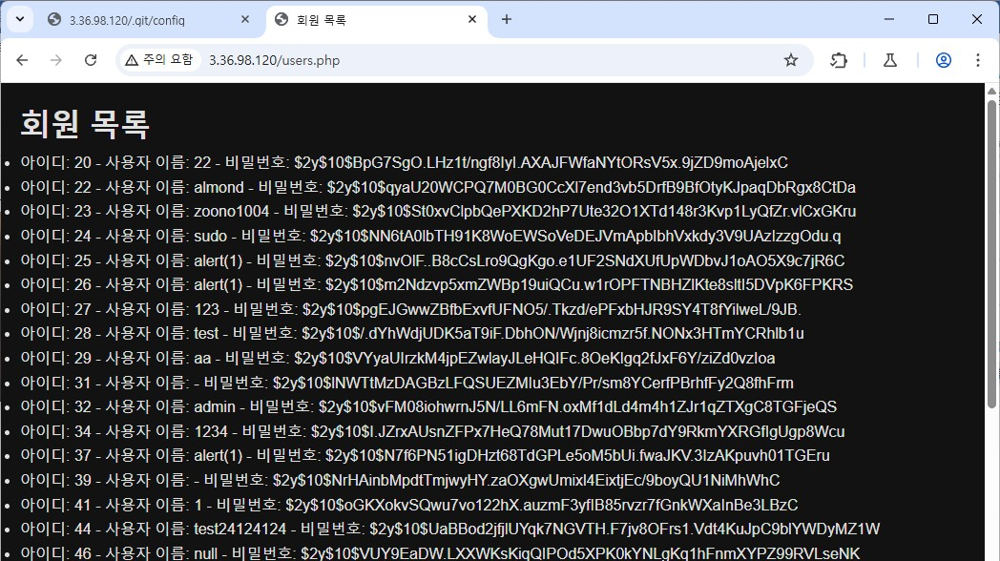 3.36.98.120/.git/config
회원 목록
주의 요함
3.36.98.120/users.php
회원 목록
아이디: 20 - 사용자 이름: 22 - 비밀번호: $2y$10$BpG7SgO.LHz1t/ngf8IyI.AXAJFWfaNYtORsV5x.9jZD9moAjelxC
아이디: 22 - 사용자 이름: almond - 비밀번호: $2y$10$qyaU20WCPQ7M0BG0CcXl7end3vb5DrfB9BfOtyKJpaqDbRgx8CtDa
아이디: 23 - 사용자 이름: zoono1004 - 비밀번호: $2y$10$St0xvClpbQePXKD2hP7Ute32O1XTd148r3Kvp1LyQfZr.vlCxGKru
아이디: 24 - 사용자 이름: sudo - 비밀번호: $2y$10$NN6tA0lbTH91K8WoEWSoVeDEJVmApblbhVxkdy3V9UAzlzzgOdu.q
아이디: 25 - 사용자 이름: alert(1) - 비밀번호: $2y$10$nvOlF..B8cCsLro9QgKgo.e1UF2SNdXUfUpWDbvJ1oAO5X9c7jR6C
아이디: 26 - 사용자 이름: alert(1) - 비밀번호: $2y$10$m2Ndzvp5xmZWBp19uiQCu.w1rOPFTNBHZlKte8sltl5DVpK6FPKRS
아이디: 27 - 사용자 이름: 123 - 비밀번호: $2y$10$pgEJGwwZBfbExvfUFNO5/.Tkzd/ePFxbHJR9SY4T8fYilweL/9JB.
아이디: 28 - 사용자 이름: test - 비밀번호: $2y$10$/.dYhWdjUDK5aT9iF.DbhON/Wjnj8icmzr5f.NONx3HTmYCRhlb1u
아이디: 29 - 사용자 이름: aa - 비밀번호: $2y$10$VYyaUlrzkM4jpEZwlayJLeHQIFc.8OeKlgq2fJxF6Y/ziZd0vzloa
아이디: 31 - 사용자 이름: - 비밀번호: $2y$10$lNWTtMzDAGBzLFQSUEZMlu3EbY/Pr/sm8YCerfPBrhfFy2Q8fhFrm
아이디: 32 - 사용자 이름: admin - 비밀번호: $2y$10$vFM08iohwrnJ5N/LL6mFN.oxMf1dLd4m4h1ZJr1qZTXgC8TGFjeQS
아이디: 34 - 사용자 이름: 1234 - 비밀번호: $2y$10$l.JZrxAUsnZFPx7HeQ78Mut17DwuOBbp7dY9RkmYXRGflgUgp8Wcu
아이디: 37 - 사용자 이름: alert(1) - 비밀번호: $2y$10$N7f6PN51igDHzt68TdGPLe5oM5bUi.fwaJKV.3lzAKpuvh01TGEru
아이디: 39 - 사용자 이름: - 비밀번호: $2y$10$NrHAinbMpdtTmjwyHY.zaOXgwUmixl4EixtjEc/9boyQU1NiMhWhC
아이디: 41 - 사용자 이름: 1 - 비밀번호: $2y$10$oGKXokvSQwu7vo122hX.auzmF3yflB85rvzr7fGnkWXalnBe3LBzC
아이디: 44 - 사용자 이름: test24124124 - 비밀번호: $2y$10$UaBBod2jfjlUYqk7NGVTH.F7jv8OFrs1.Vdt4KuJpC9blYWDyMZ1W
아이디: 46 - 사용자 이름: null - 비밀번호: $2y$10$VUY9EaDW.LXXWKsKiqQIPOd5XPK0kYNLgKq1hFnmXYPZ99RVLseNK